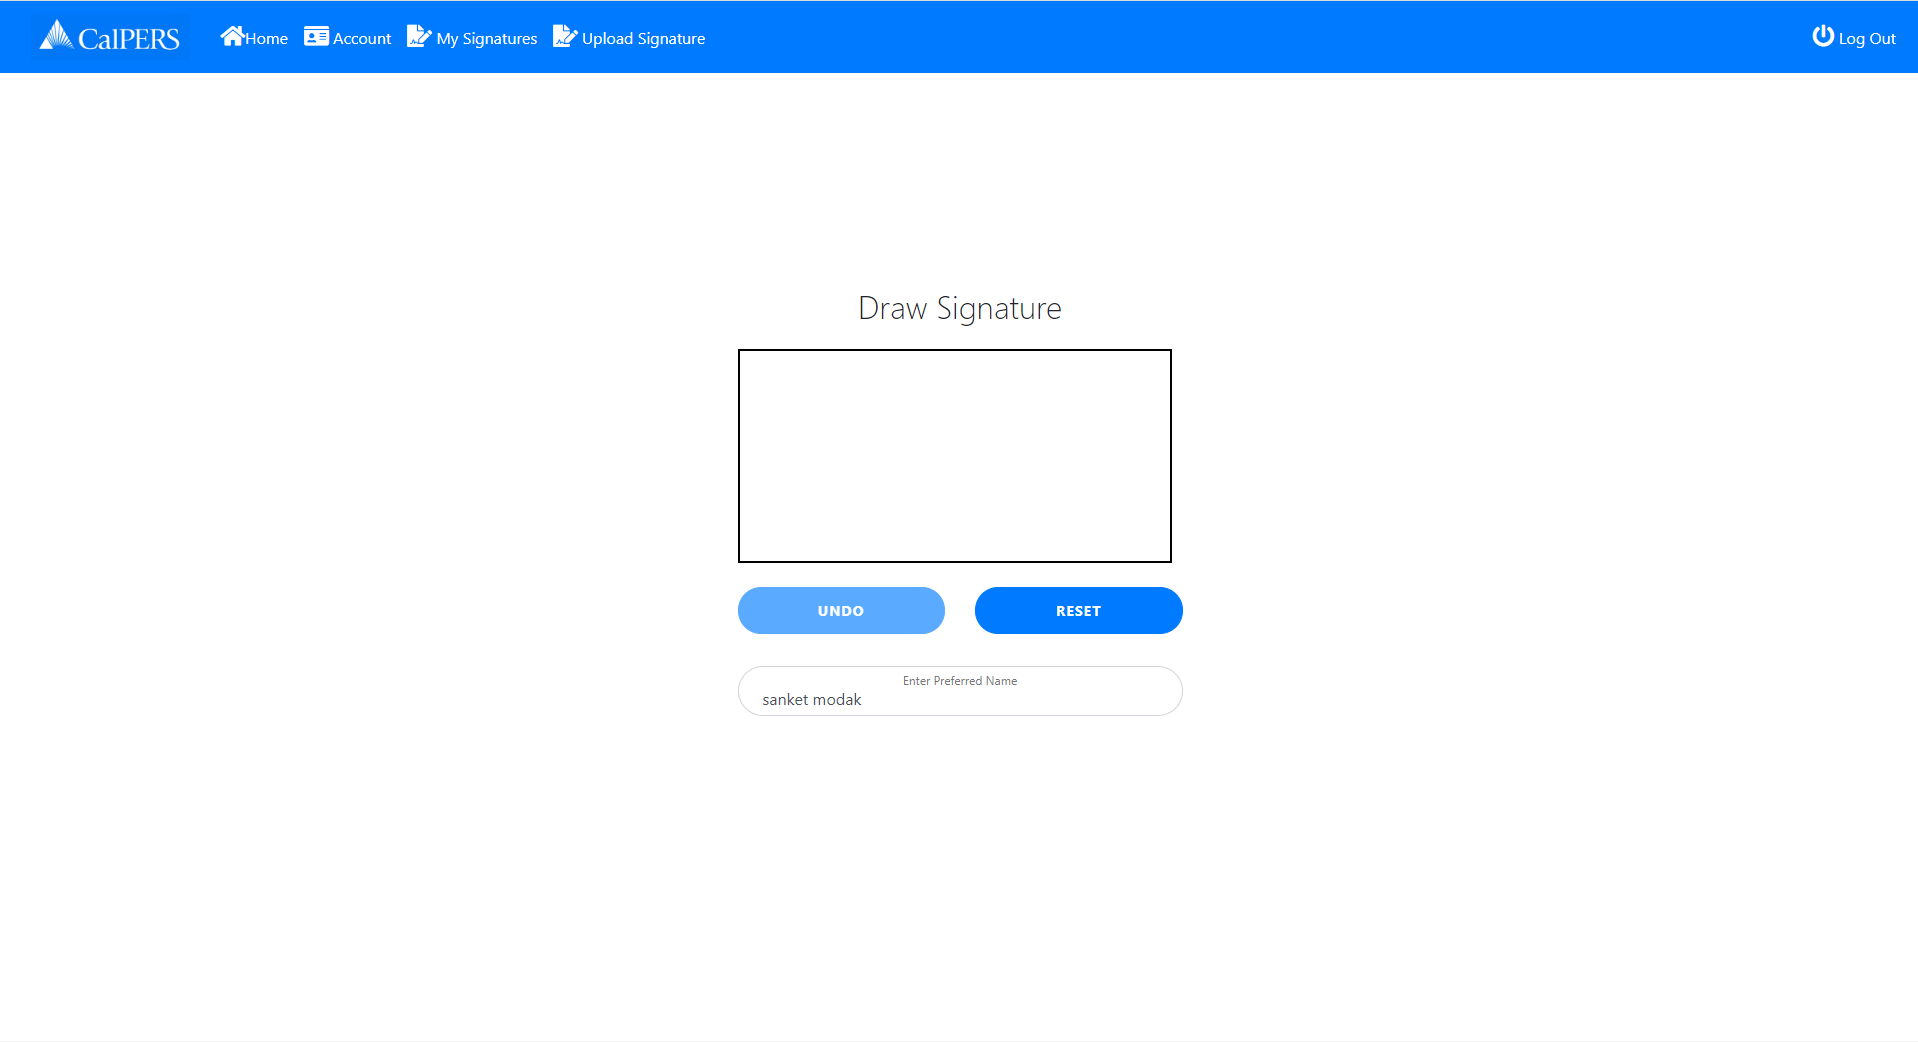 CalPERS Home Account My Signatures Upload Signature Log Out
Draw Signature
UNDO RESET
Enter Preferred Name
sanket modak